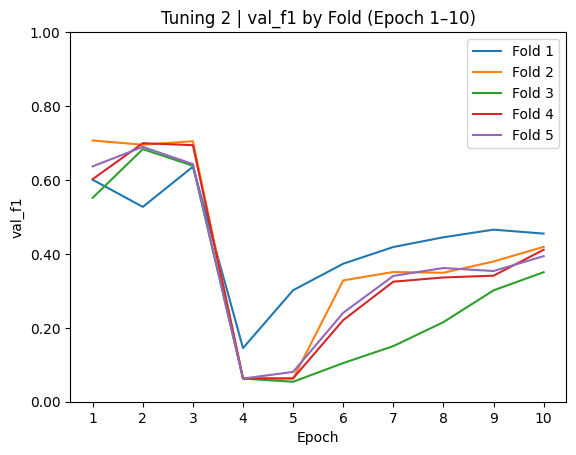 Tuning 2 | val_f1 by Fold (Epoch 1–10)
1.00
0.80
0.60
0.40
0.20
0.00
val_f1
Fold 1
Fold 2
Fold 3
Fold 4
Fold 5
1 2 3 4 5 6 7 8 9 10
Epoch